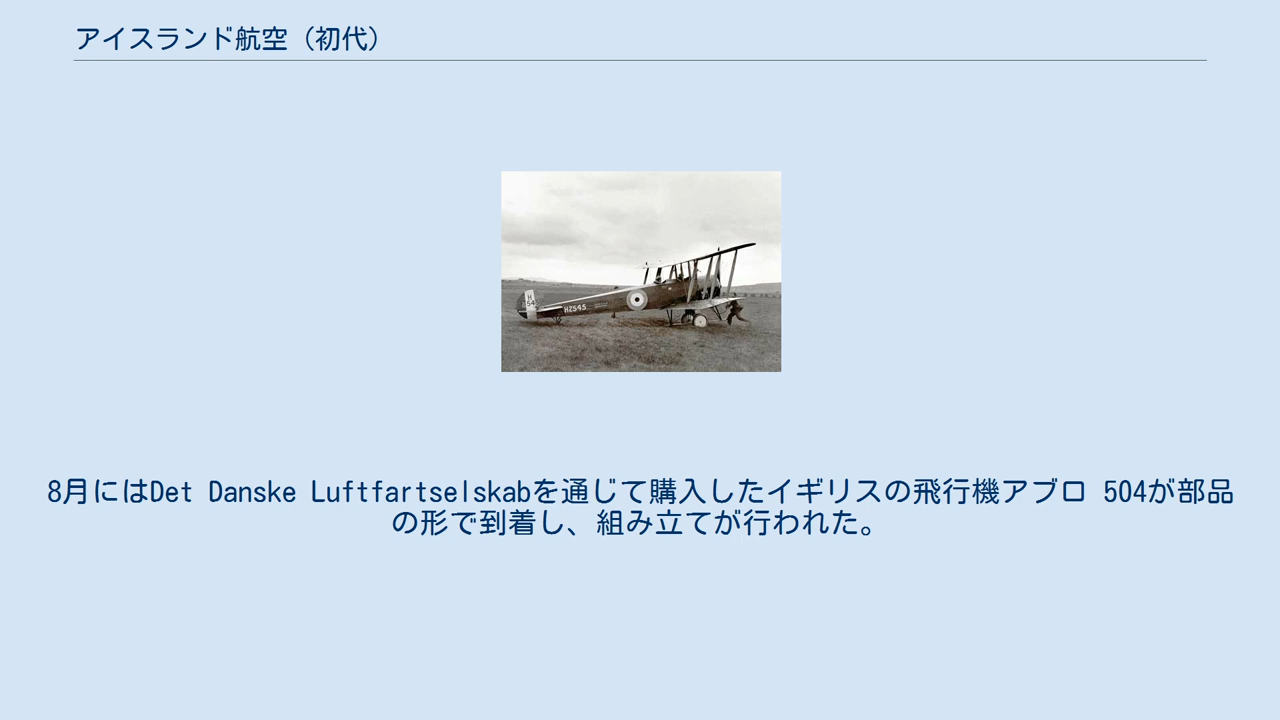 アイスランド航空（初代）
H2545
8月にはDet Danske Luftfartselskabを通じて購入したイギリスの飛行機アブロ 504が部品
の形で到着し、組み立てが行われた。